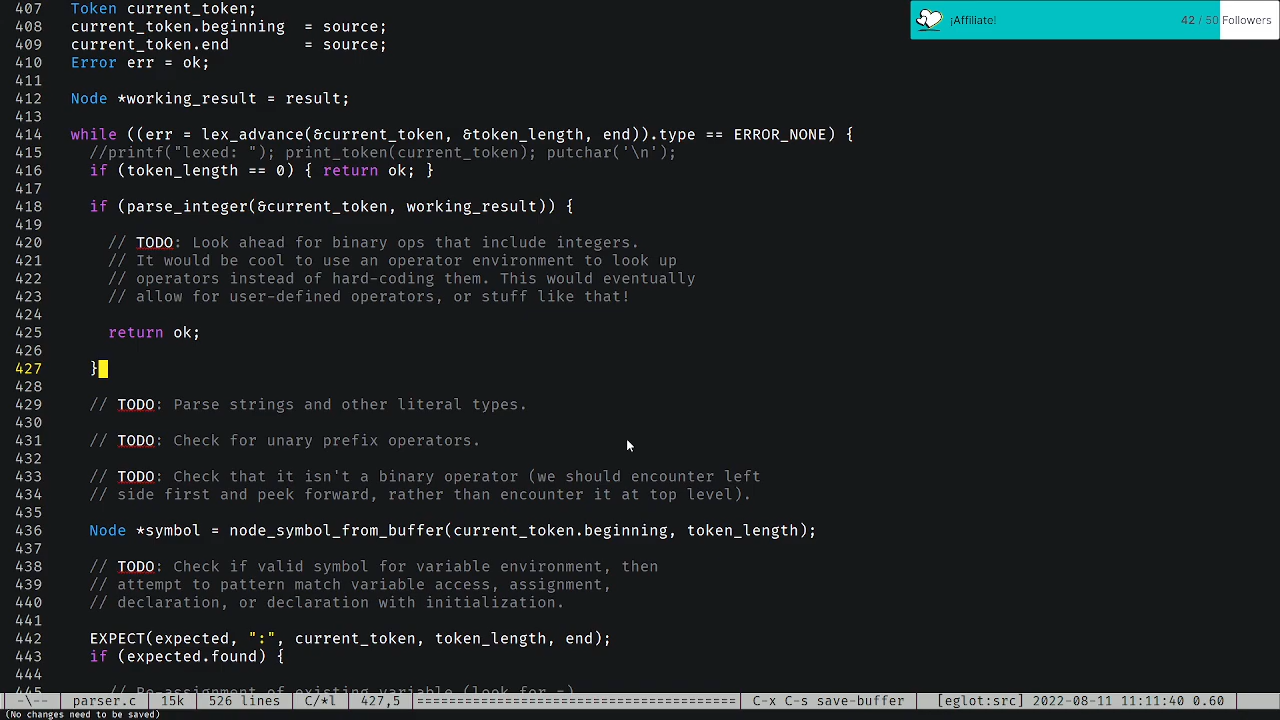 407   Token current_token;
408   current_token.beginning  = source;
409   current_token.end        = source;
410   Error err = ok;
411
412   Node *working_result = result;
413
414   while ((err = lex_advance(&current_token, &token_length, end)).type == ERROR_NONE) {
415     //printf("lexed: "); print_token(current_token); putchar('\n');
416     if (token_length == 0) { return ok; }
417
418     if (parse_integer(&current_token, working_result)) {
419
420       // TODO: Look ahead for binary ops that include integers.
421       // It would be cool to use an operator environment to look up
422       // operators instead of hard-coding them. This would eventually
423       // allow for user-defined operators, or stuff like that!
424
425       return ok;
426
427     }
428
429     // TODO: Parse strings and other literal types.
430
431     // TODO: Check for unary prefix operators.
432
433     // TODO: Check that it isn't a binary operator (we should encounter left
434     // side first and peek forward, rather than encounter it at top level).
435
436     Node *symbol = node_symbol_from_buffer(current_token.beginning, token_length);
437
438     // TODO: Check if valid symbol for variable environment, then
439     // attempt to pattern match variable access, assignment,
440     // declaration, or declaration with initialization.
441
442     EXPECT(expected, ":", current_token, token_length, end);
443     if (expected.found) {
444
445       // Re-assignment of existing variable (look for =)
-\-- parser.c 15k 526 lines C/*l 427,5 ================================== C-x C-s save-buffer [eglot:src] 2022-08-11 11:11:40 0.60
(No changes need to be saved)
¡Affiliate! 42 / 50 Followers